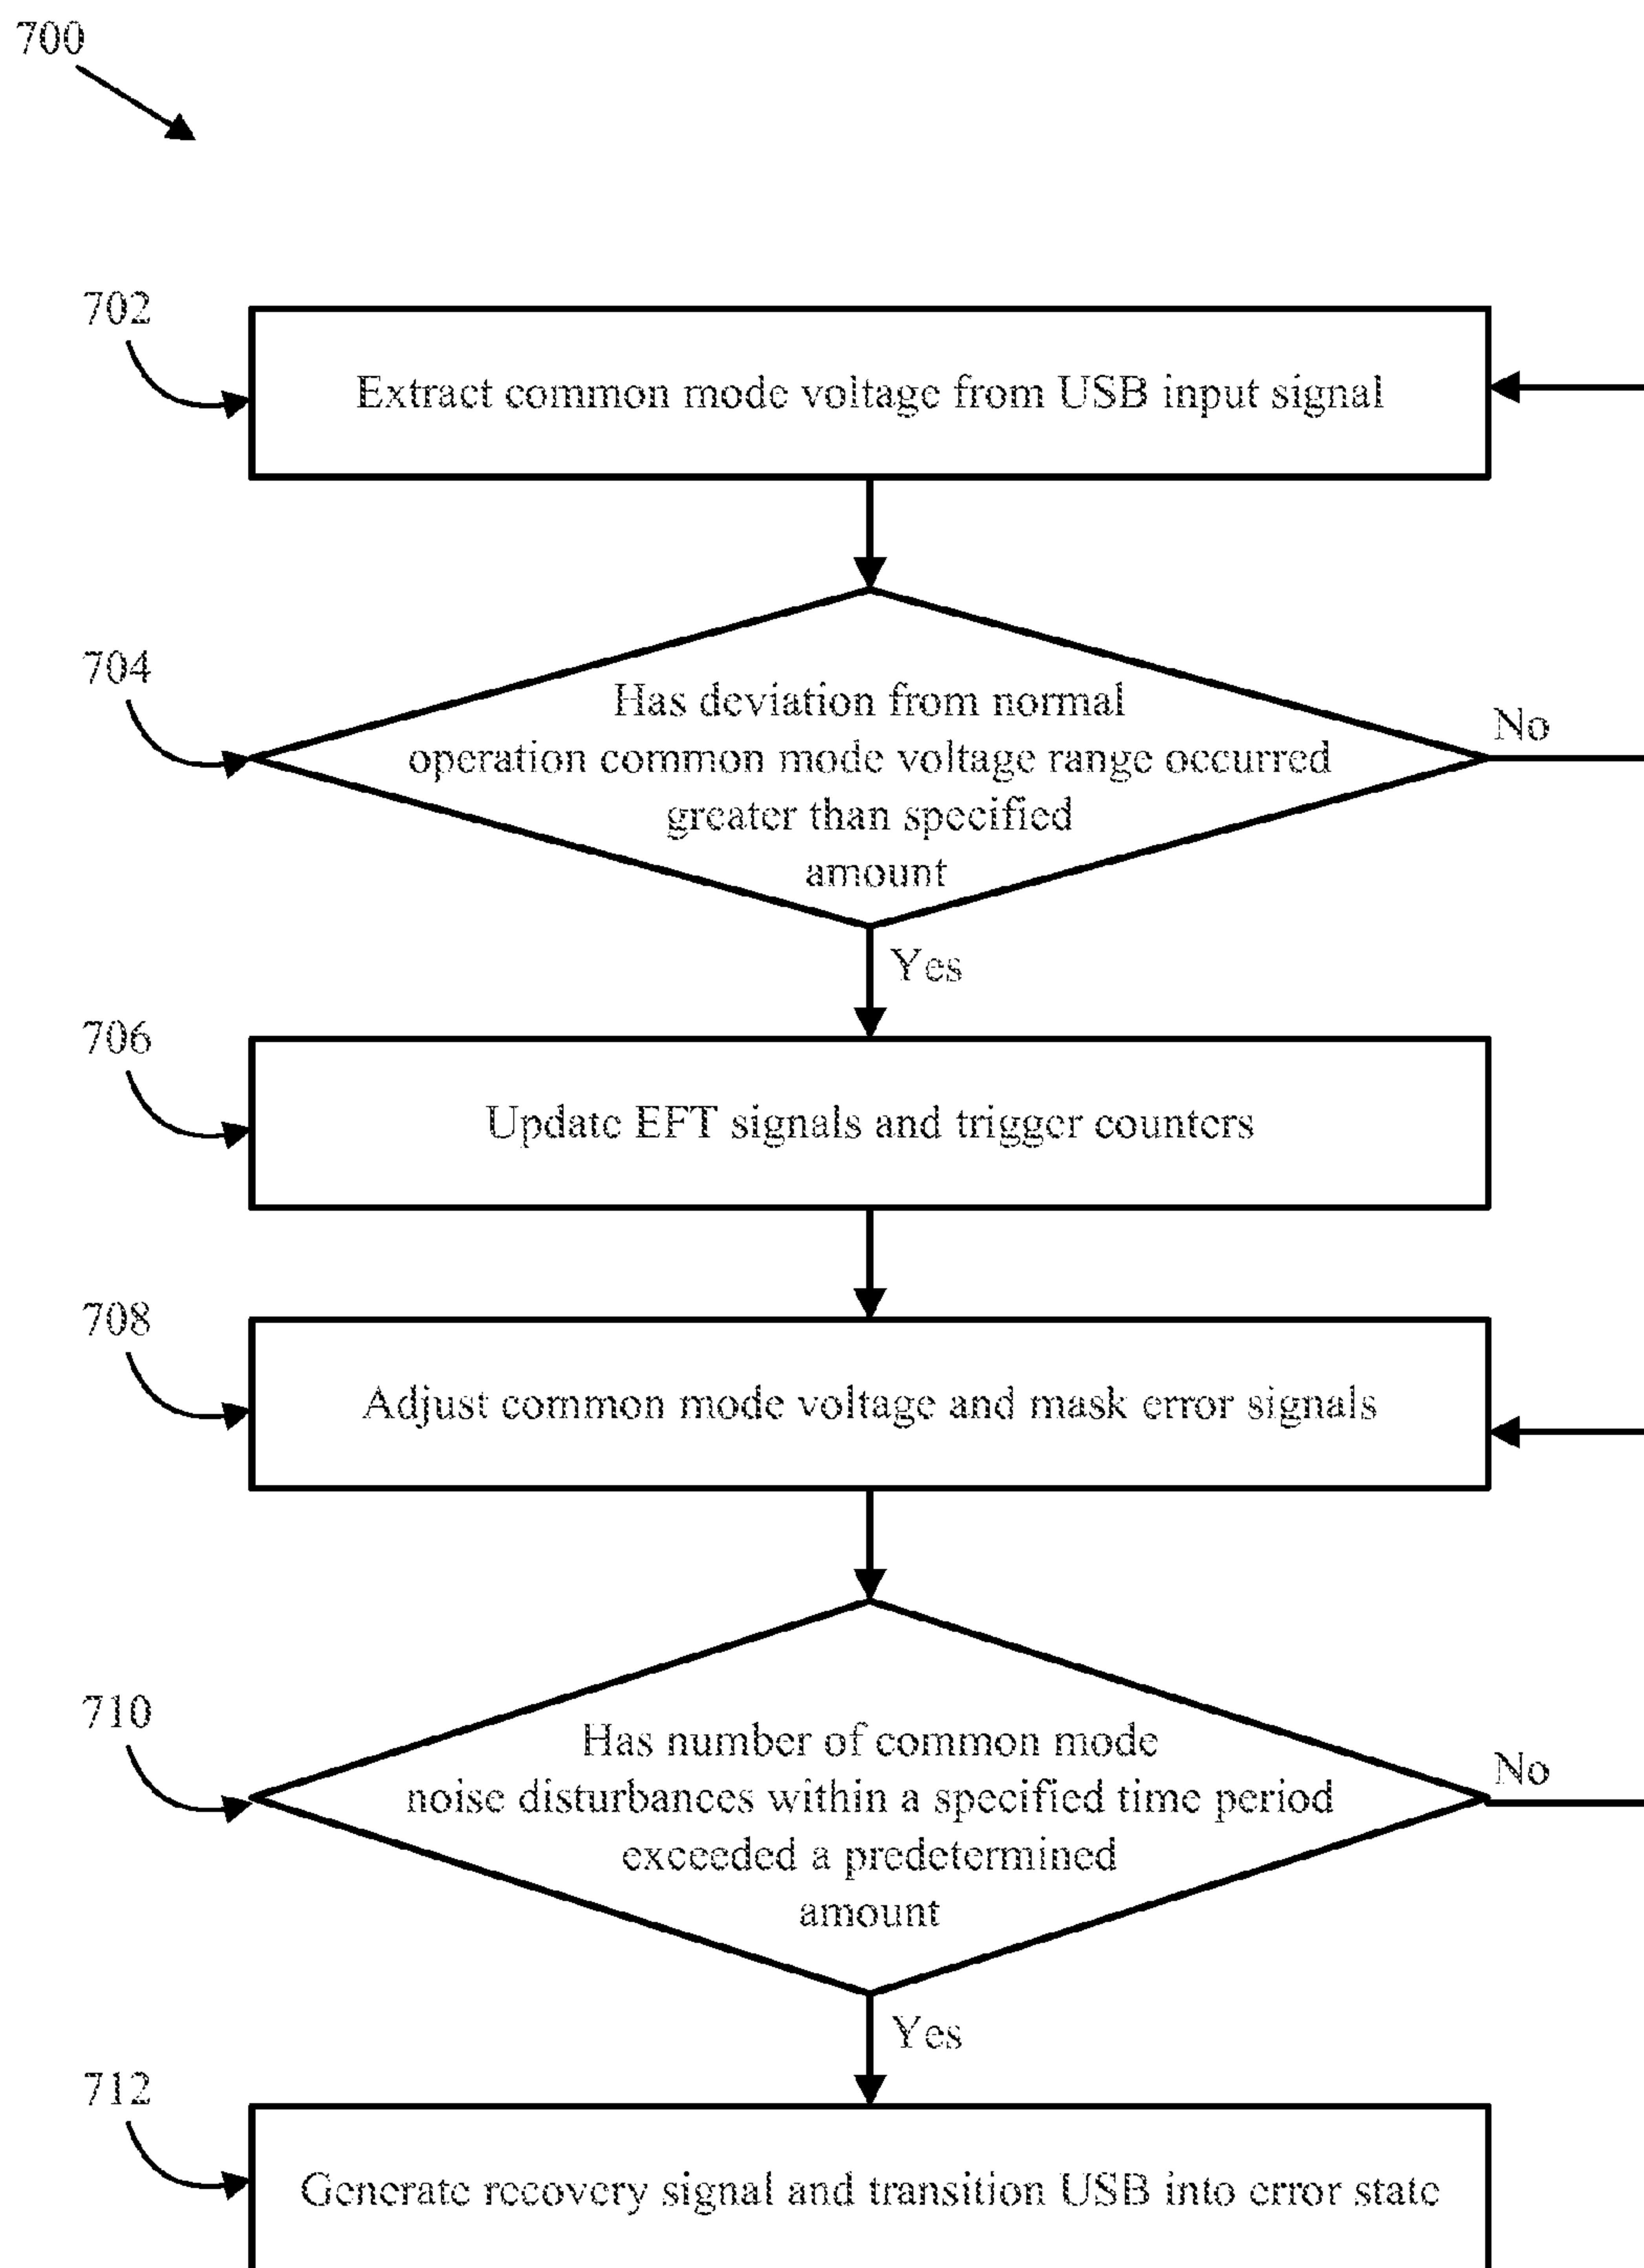 700
702
Extract common mode voltage from USB input signal
704
Has deviation from normal
operation common mode voltage range occurred
greater than specified
amount
No
Yes
706
Update EFT signals and trigger counters
708
Adjust common mode voltage and mask error signals
710
Has number of common mode
noise disturbances within a specified time period
exceeded a predetermined
amount
No
Yes
712
Generate recovery signal and transition USB into error state